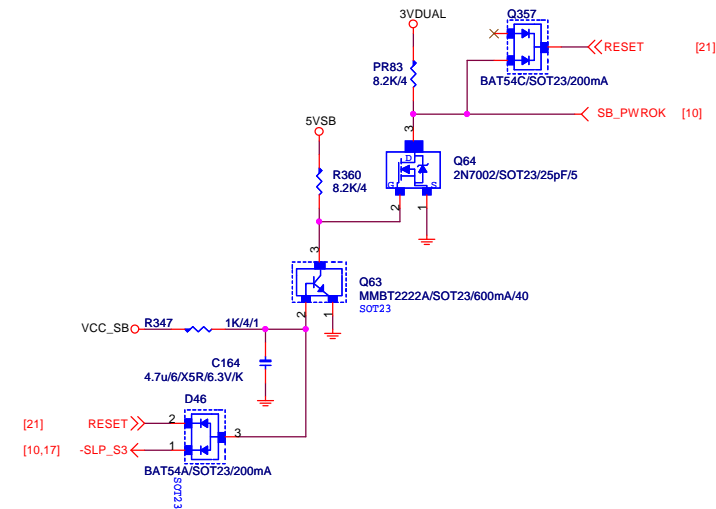 3VDUAL
Q357
RESET [21]
PR83
8.2K/4
BAT54C/SOT23/200mA
SB_PWROK [10]
5VSB
3
D
G
S
Q64
2N7002/SOT23/25pF/5
R360
8.2K/4
2
1
3
Q63
MMBT2222A/SOT23/600mA/40
SOT23
2
1
VCC_SB
R347
1K/4/1
C164
4.7u/6/X5R/6.3V/K
D46
[21] RESET 2
3
[10,17] -SLP_S3 1
BAT54A/SOT23/200mA
SOT23